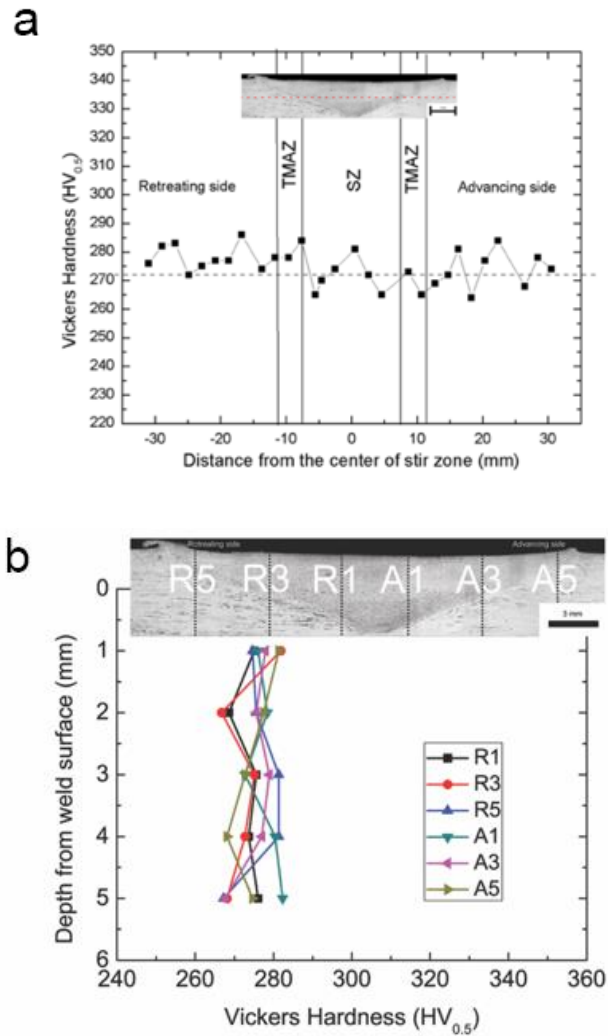 a
350
340
330
320
310
300
290
280
270
260
250
240
230
220
Vickers Hardness (HV0.5)
Retreating side
TMAZ
SZ
TMAZ
Advancing side
-30 -20 -10 0 10 20 30
Distance from the center of stir zone (mm)
b
Retreating side
Advancing side
R5 R3 R1 A1 A3 A5
3 mm
0
1
2
3
4
5
6
Depth from weld surface (mm)
R1
R3
R5
A1
A3
A5
240 260 280 300 320 340 360
Vickers Hardness (HV0.5)